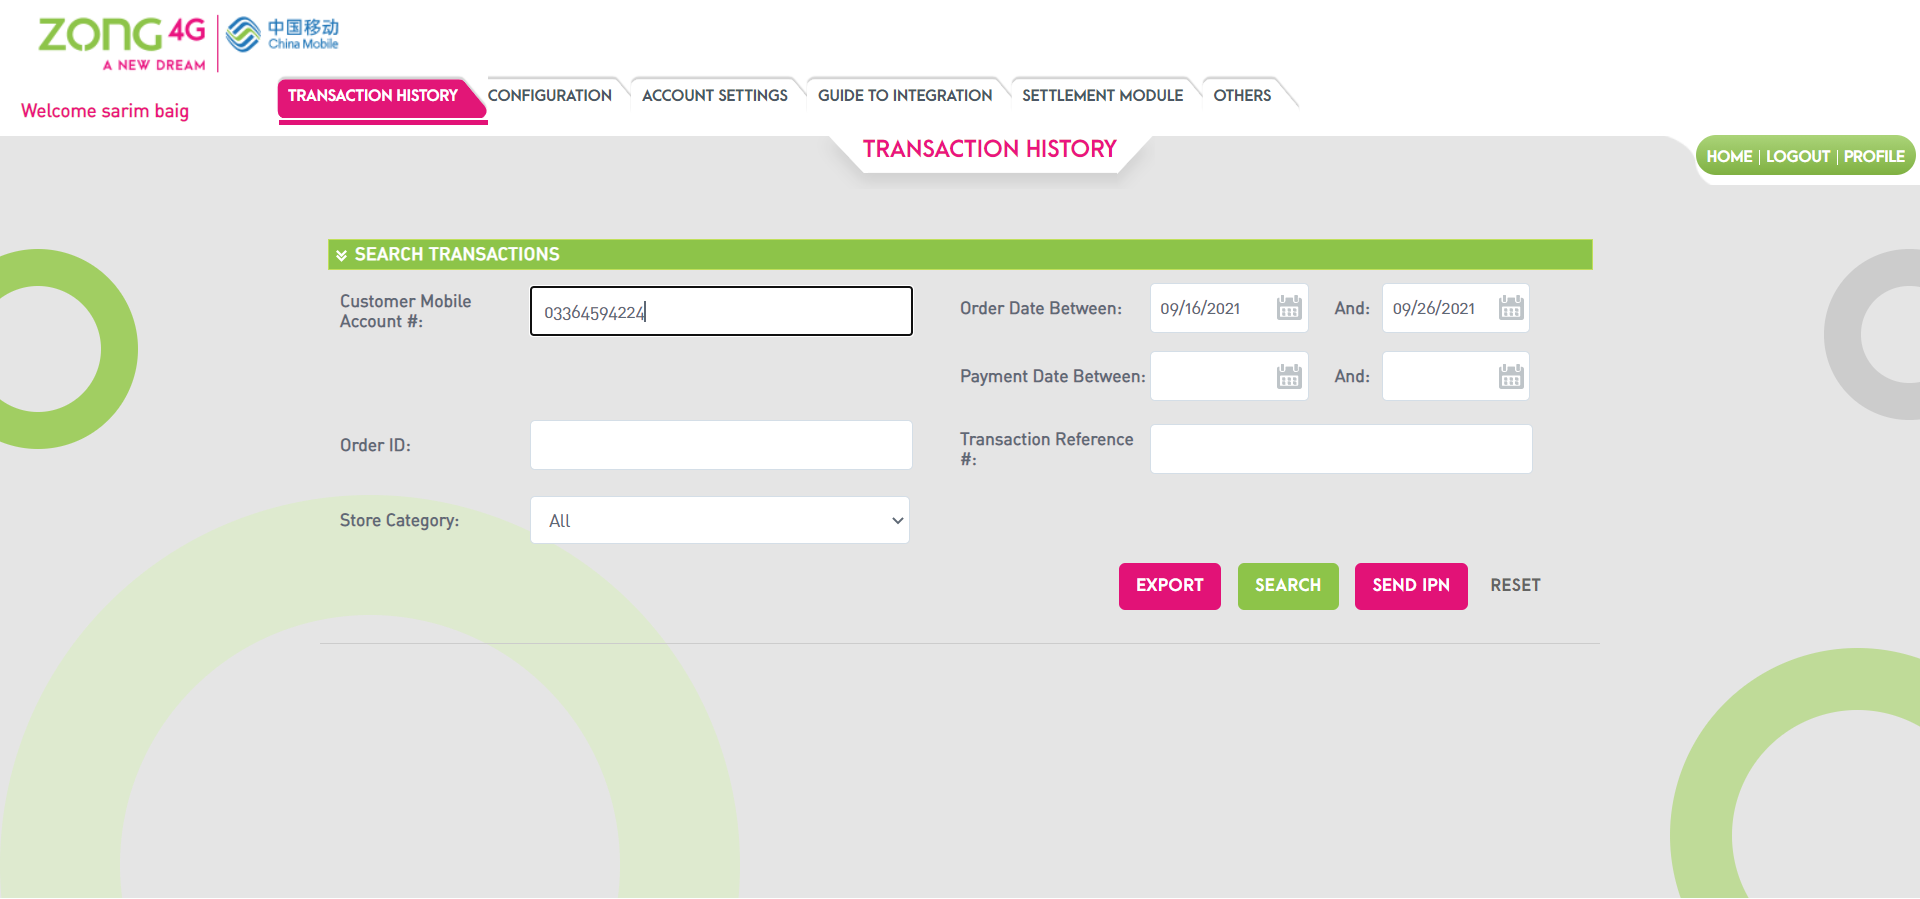 ZONG 4G
A NEW DREAM
中国移动
China Mobile
Welcome sarim baig
TRANSACTION HISTORY
CONFIGURATION
ACCOUNT SETTINGS
GUIDE TO INTEGRATION
SETTLEMENT MODULE
OTHERS
TRANSACTION HISTORY
HOME | LOGOUT | PROFILE
SEARCH TRANSACTIONS
Customer Mobile
Account #:
03364594224
Order Date Between:
09/16/2021
And:
09/26/2021
Payment Date Between:
And:
Order ID:
Transaction Reference
#:
Store Category:
All
EXPORT
SEARCH
SEND IPN
RESET